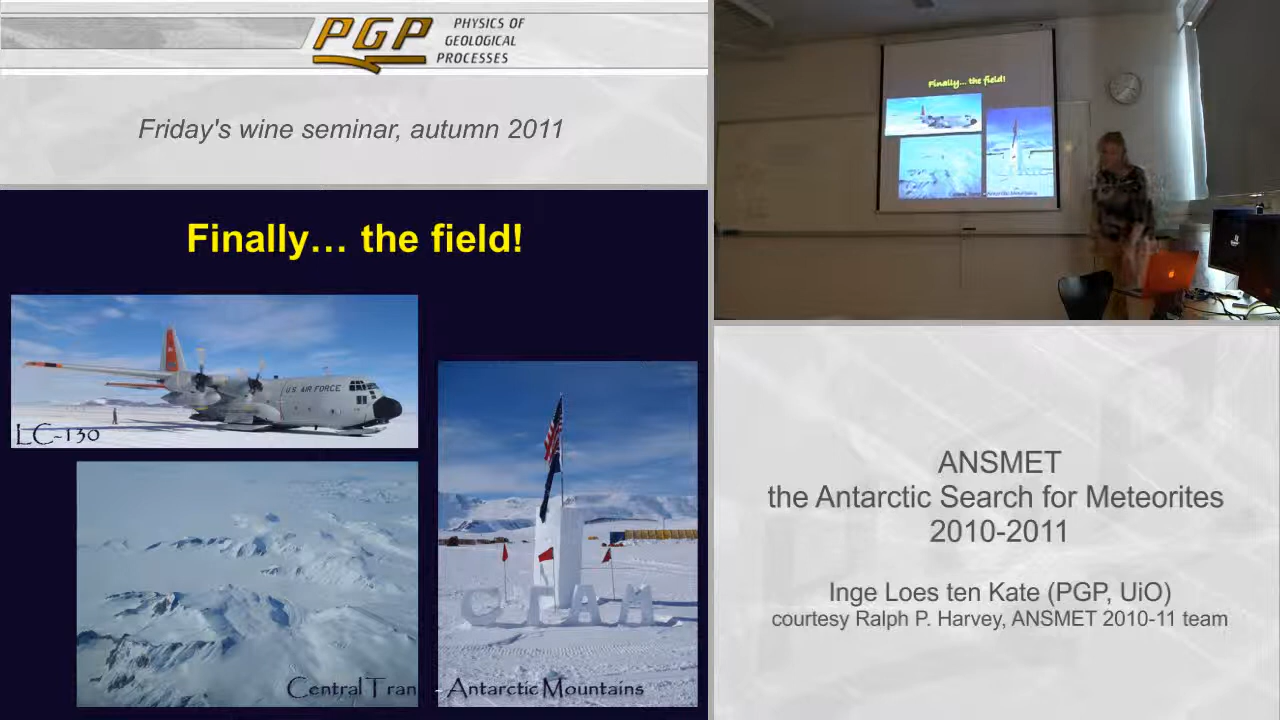 PGP
PHYSICS OF
GEOLOGICAL
PROCESSES
Friday's wine seminar, autumn 2011
Finally… the field!
U.S. AIR FORCE
LC-130
CTAM
Central Tran - Antarctic Mountains
Finally... the field!
ANSMET
the Antarctic Search for Meteorites
2010-2011
Inge Loes ten Kate (PGP, UiO)
courtesy Ralph P. Harvey, ANSMET 2010-11 team